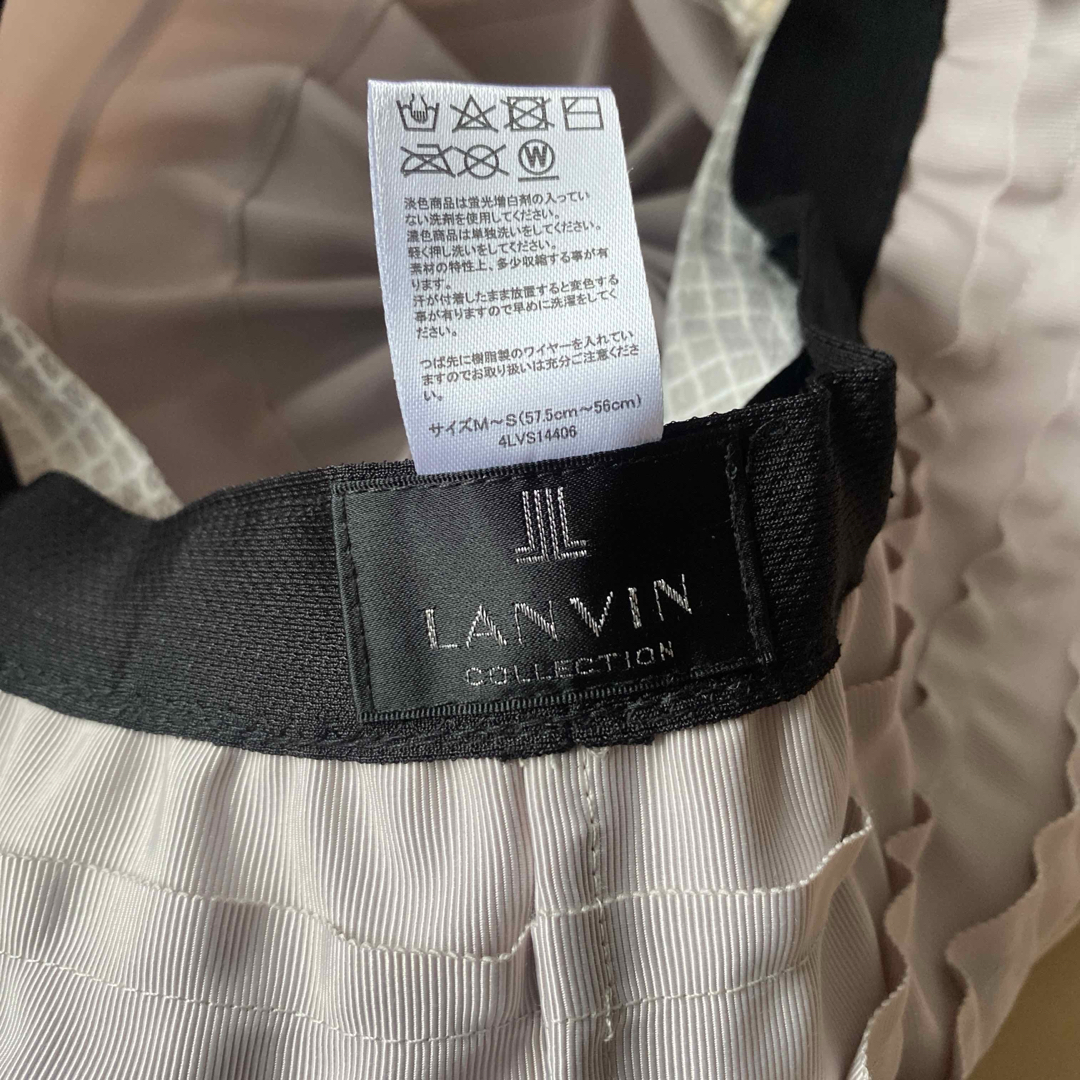 W
淡色商品は蛍光増白剤の入ってい
ない洗剤を使用してください。
濃色商品は単独洗いをしてください。
軽く押し洗いをしてください。
素材の特性上、多少収縮する事が有
ります。
汗が付着したまま放置すると変色する
事が有りますので早めに洗濯をしてく
ださい。
つば先に樹脂製のワイヤーを入れてい
ますのでお取り扱いは充分ご注意くださ
い。
サイズM〜S(57.5cm〜56cm)
4LVS14406
LANVIN
COLLECTION